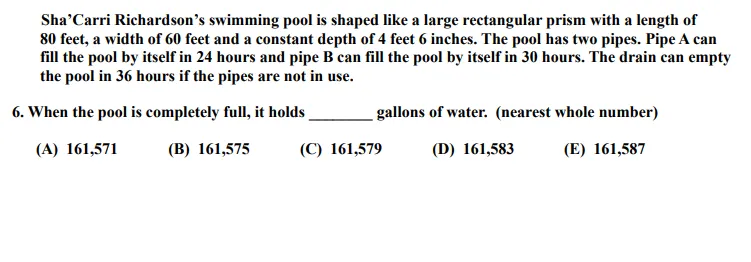 Sha’Carri Richardson’s swimming pool is shaped like a large rectangular prism with a length of
80 feet, a width of 60 feet and a constant depth of 4 feet 6 inches. The pool has two pipes. Pipe A can
fill the pool by itself in 24 hours and pipe B can fill the pool by itself in 30 hours. The drain can empty
the pool in 36 hours if the pipes are not in use.
6. When the pool is completely full, it holds ________ gallons of water. (nearest whole number)
(A) 161,571 (B) 161,575 (C) 161,579 (D) 161,583 (E) 161,587